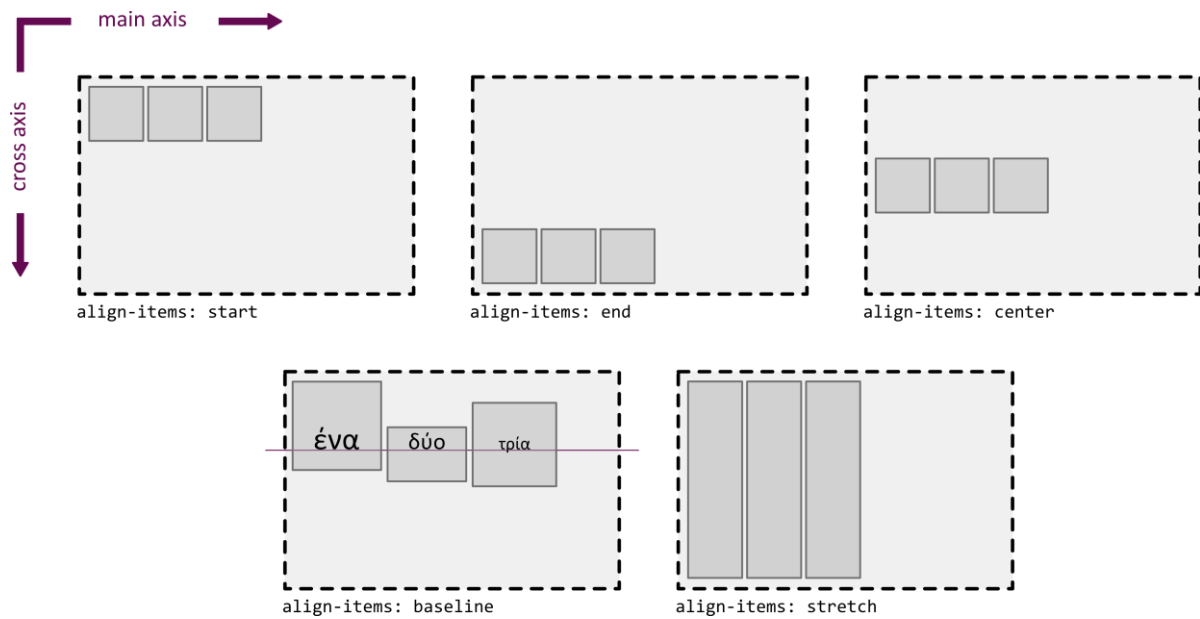 main axis
cross axis
align-items: start
align-items: end
align-items: center
ένα
δύο
τρία
align-items: baseline
align-items: stretch